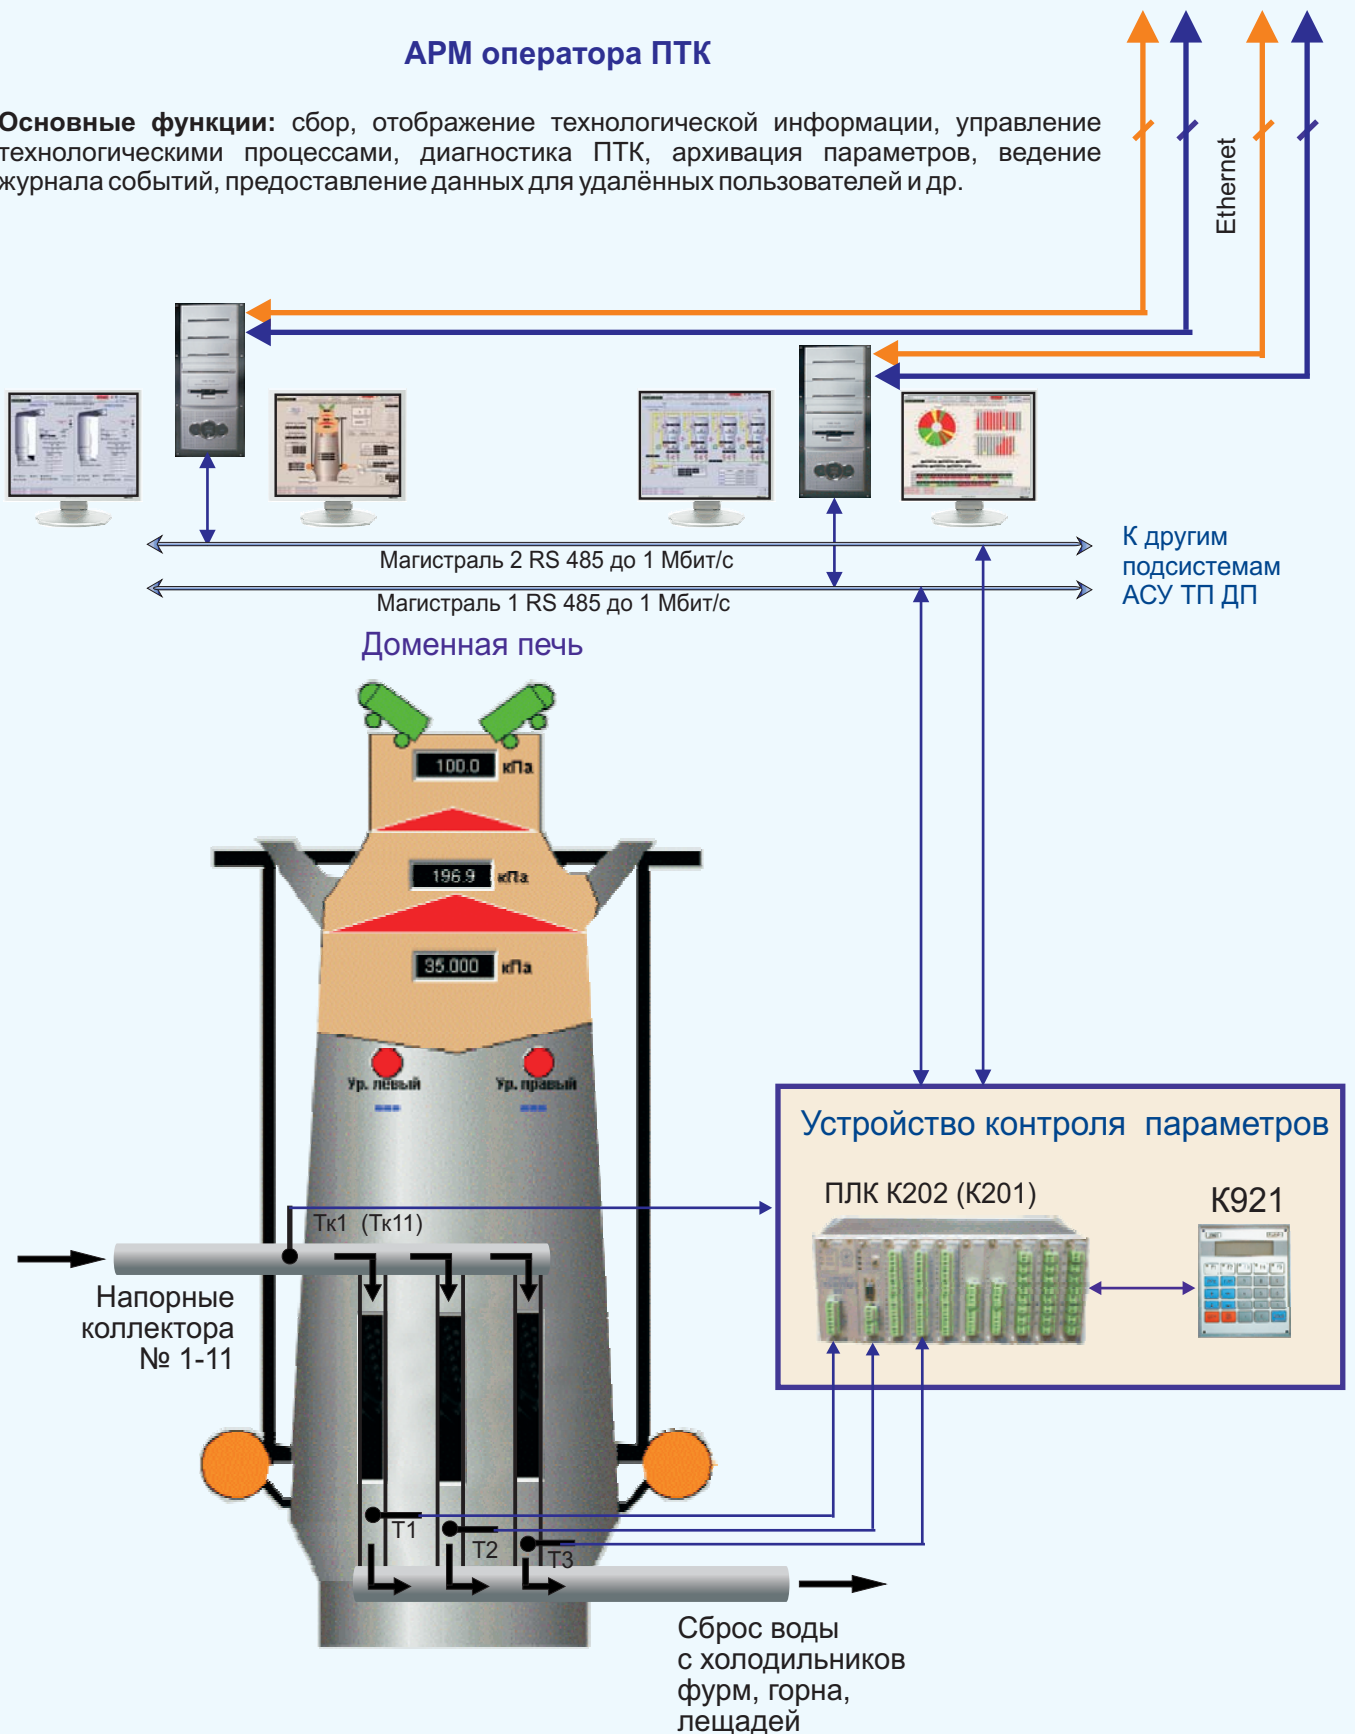 АРМ оператора ПТК
Основные функции: сбор, отображение технологической информации, управление
технологическими процессами, диагностика ПТК, архивация параметров, ведение
журнала событий, предоставление данных для удалённых пользователей и др.
Ethernet
Магистраль 2 RS 485 до 1 Мбит/с
Магистраль 1 RS 485 до 1 Мбит/с
К другим
подсистемам
АСУ ТП ДП
Доменная печь
100.0 кПа
196.9 кПа
35.000 кПа
Ур. левый
Ур. правый
Устройство контроля параметров
ПЛК К202 (К201)
К921
Тк1 (Тк11)
Напорные
коллектора
№ 1-11
Т1
Т2
Т3
Сброс воды
с холодильников
фурм, горна,
лещадей